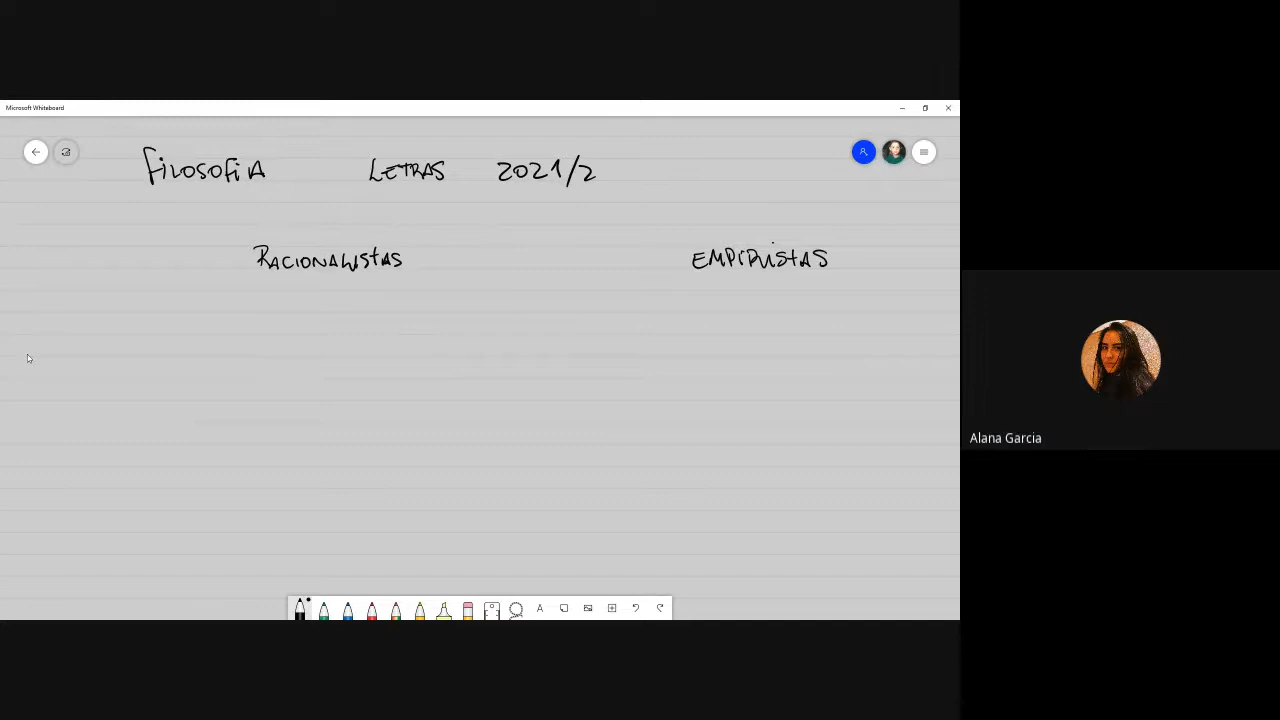 Microsoft Whiteboard
FILOSOFIA LETRAS 2021/2
RACIONALISTAS EMPIRISTAS
Alana Garcia